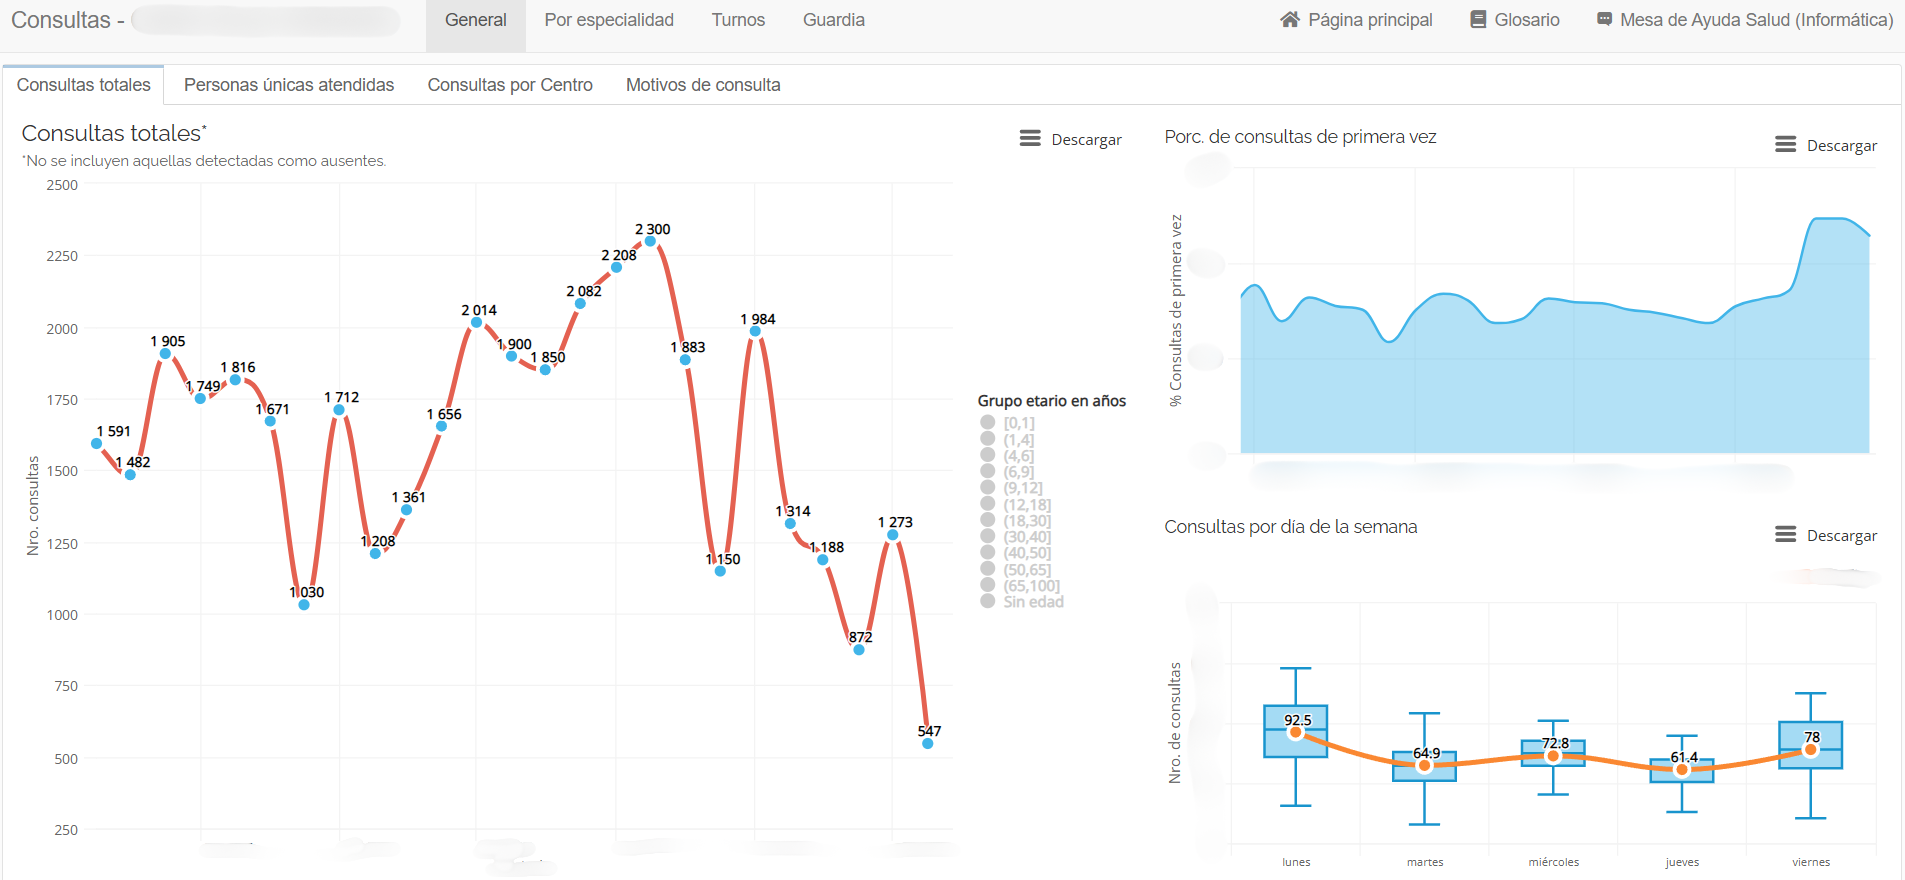 Consultas -
General
Por especialidad
Turnos
Guardia
Página principal
Glosario
Mesa de Ayuda Salud (Informática)
Consultas totales
Personas únicas atendidas
Consultas por Centro
Motivos de consulta
Consultas totales*
*No se incluyen aquellas detectadas como ausentes.
Descargar
2500
2250
2000
1750
1500
1250
1000
750
500
250
Nro. consultas
1 591
1 482
1 905
1 749
1 816
1 671
1 030
1 712
1 208
1 361
1 656
2 014
1 900
1 850
2 082
2 208
2 300
1 883
1 150
1 984
1 314
1 188
872
1 273
547
Grupo etario en años
[0,1]
(1,4]
(4,6]
(6,9]
(9,12]
(12,18]
(18,30]
(30,40]
(40,50]
(50,65]
(65,100]
Sin edad
Porc. de consultas de primera vez
Descargar
% Consultas de primera vez
Consultas por día de la semana
Descargar
Nro. de consultas
92.5
64.9
72.8
61.4
78
lunes
martes
miércoles
jueves
viernes